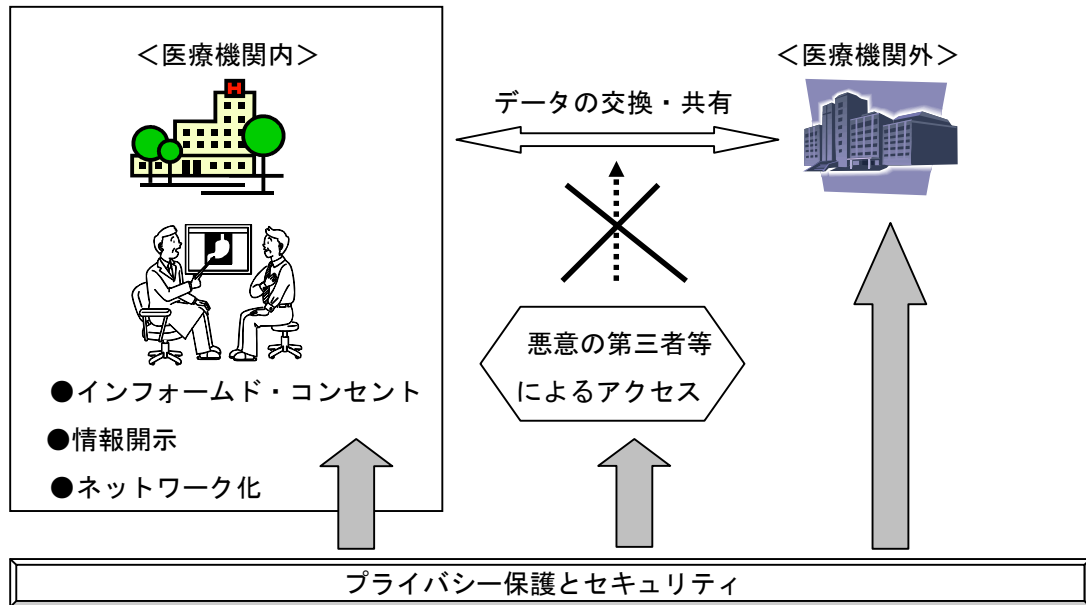 ＜医療機関内＞
＜医療機関外＞
H
データの交換・共有
悪意の第三者等
によるアクセス
●インフォームド・コンセント
●情報開示
●ネットワーク化
プライバシー保護とセキュリティ